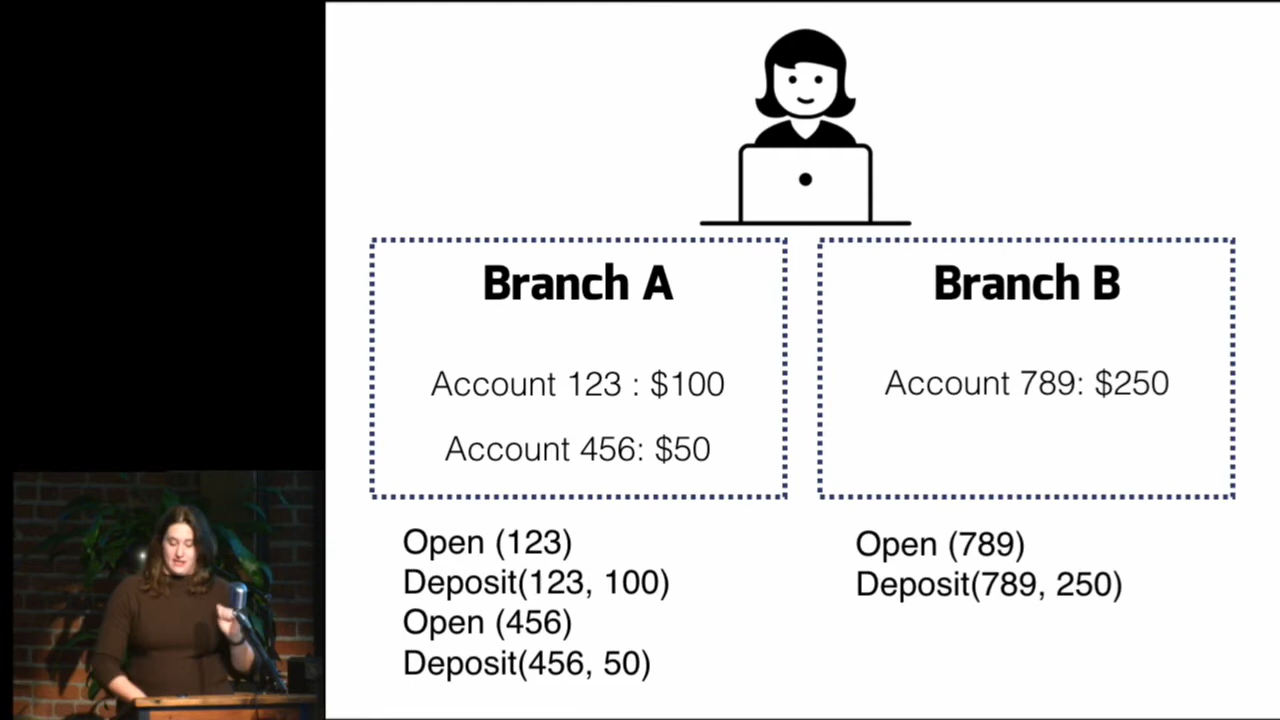 Branch A
Account 123 : $100
Account 456: $50
Open (123)
Deposit(123, 100)
Open (456)
Deposit(456, 50)
Branch B
Account 789: $250
Open (789)
Deposit(789, 250)